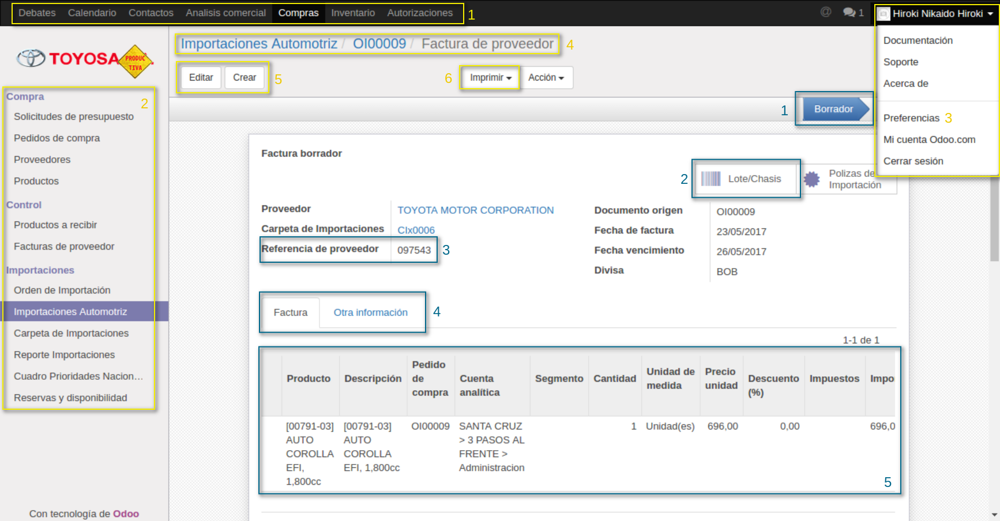 Debates Calendario Contactos Analisis comercial Compras Inventario Autorizaciones 1
@ 1 Hiroki Nikaido Hiroki
Documentación
Soporte
Acerca de
Preferencias 3
Mi cuenta Odoo.com
Cerrar sesión
TOYOSA
PRODUC
TIVA
Compra
2
Solicitudes de presupuesto
Pedidos de compra
Proveedores
Productos
Control
Productos a recibir
Facturas de proveedor
Importaciones
Orden de Importación
Importaciones Automotriz
Carpeta de Importaciones
Reporte Importaciones
Cuadro Prioridades Nacion…
Reservas y disponibilidad
Con tecnología de Odoo
Importaciones Automotriz / OI00009 / Factura de proveedor 4
Editar Crear 5
6 Imprimir Acción
1 Borrador
Factura borrador
2 Lote/Chasis
Polizas de
Importación
Proveedor TOYOTA MOTOR CORPORATION
Carpeta de Importaciones CIx0006
Referencia de proveedor 097543 3
Documento origen OI00009
Fecha de factura 23/05/2017
Fecha vencimiento 26/05/2017
Divisa BOB
Factura Otra información 4
1-1 de 1
Producto
Descripción
Pedido
de
compra
Cuenta
analítica
Segmento
Cantidad
Unidad de
medida
Precio
unidad
Descuento
(%)
Impuestos
Impo
[00791-03]
AUTO
COROLLA
EFI,
1,800cc
[00791-03]
AUTO
COROLLA
EFI, 1,800cc
OI00009
SANTA CRUZ
> 3 PASOS AL
FRENTE >
Administracion
1
Unidad(es)
696,00
0,00
696,0
5